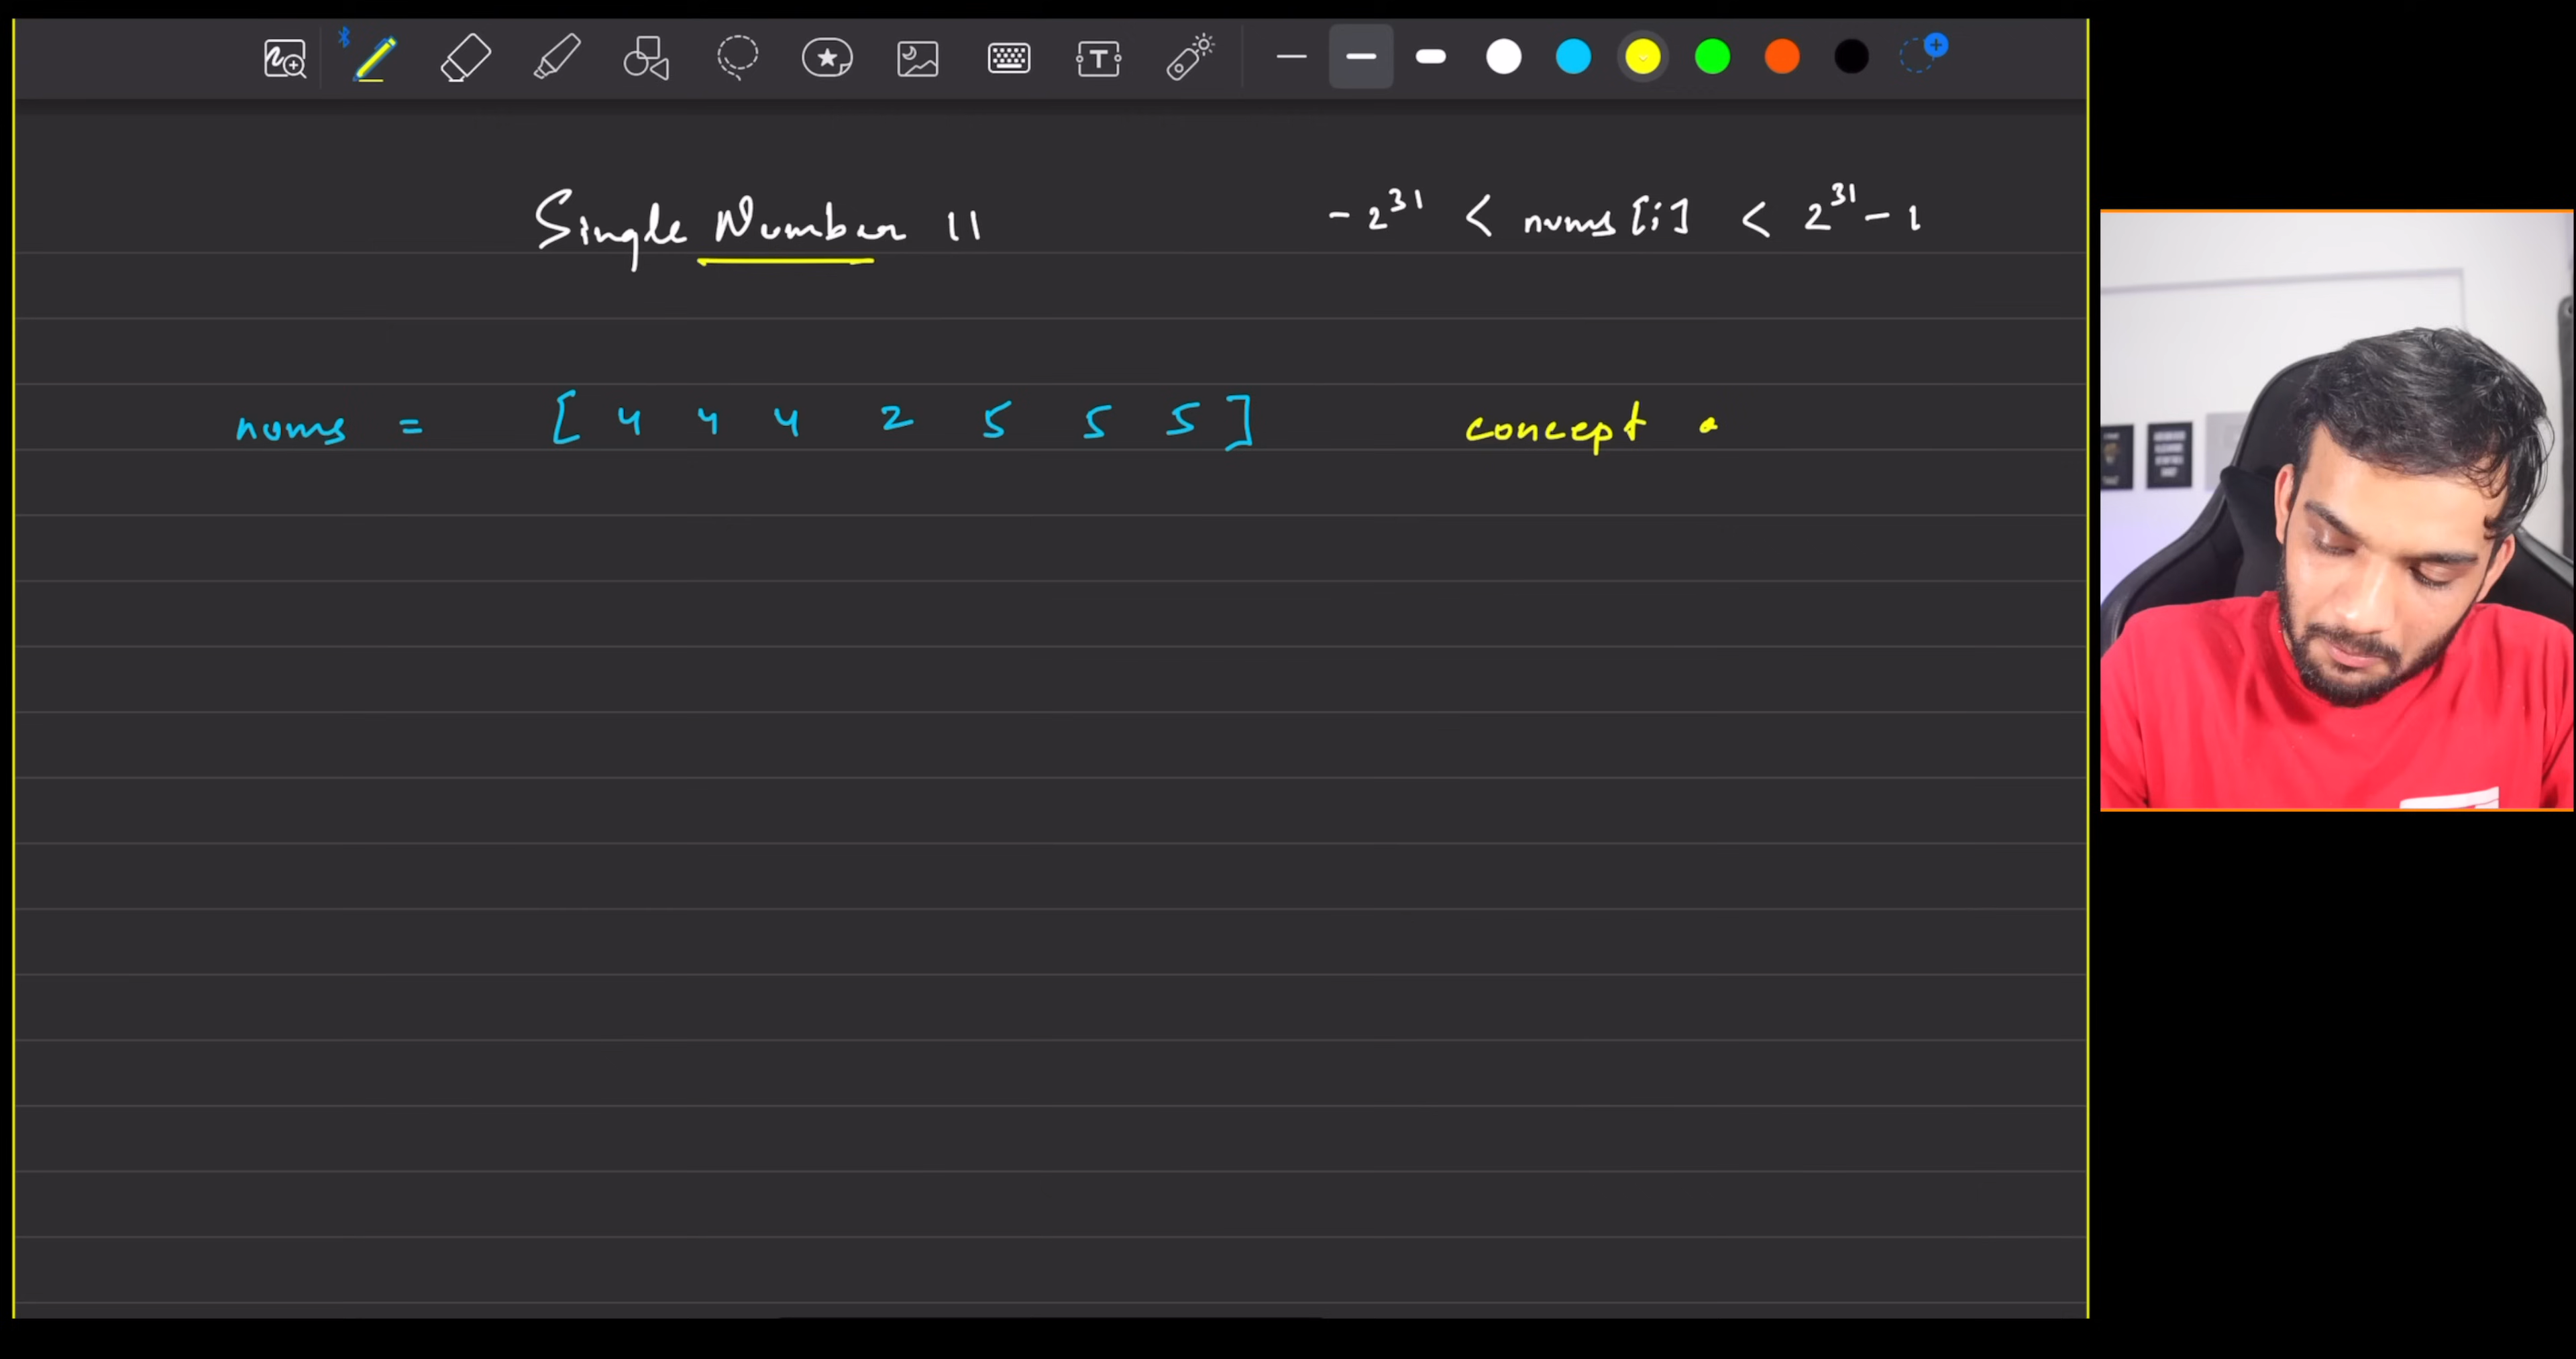 Single Number II
-2^31 < nums[i] < 2^31 - 1
nums = [ 4 4 4 2 5 5 5 ]
concept